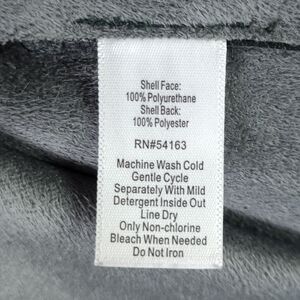 Shell Face:
100% Polyurethane
Shell Back:
100% Polyester
RN#54163
Machine Wash Cold
Gentle Cycle
Separately With Mild
Detergent Inside Out
Line Dry
Only Non-chlorine
Bleach When Needed
Do Not Iron